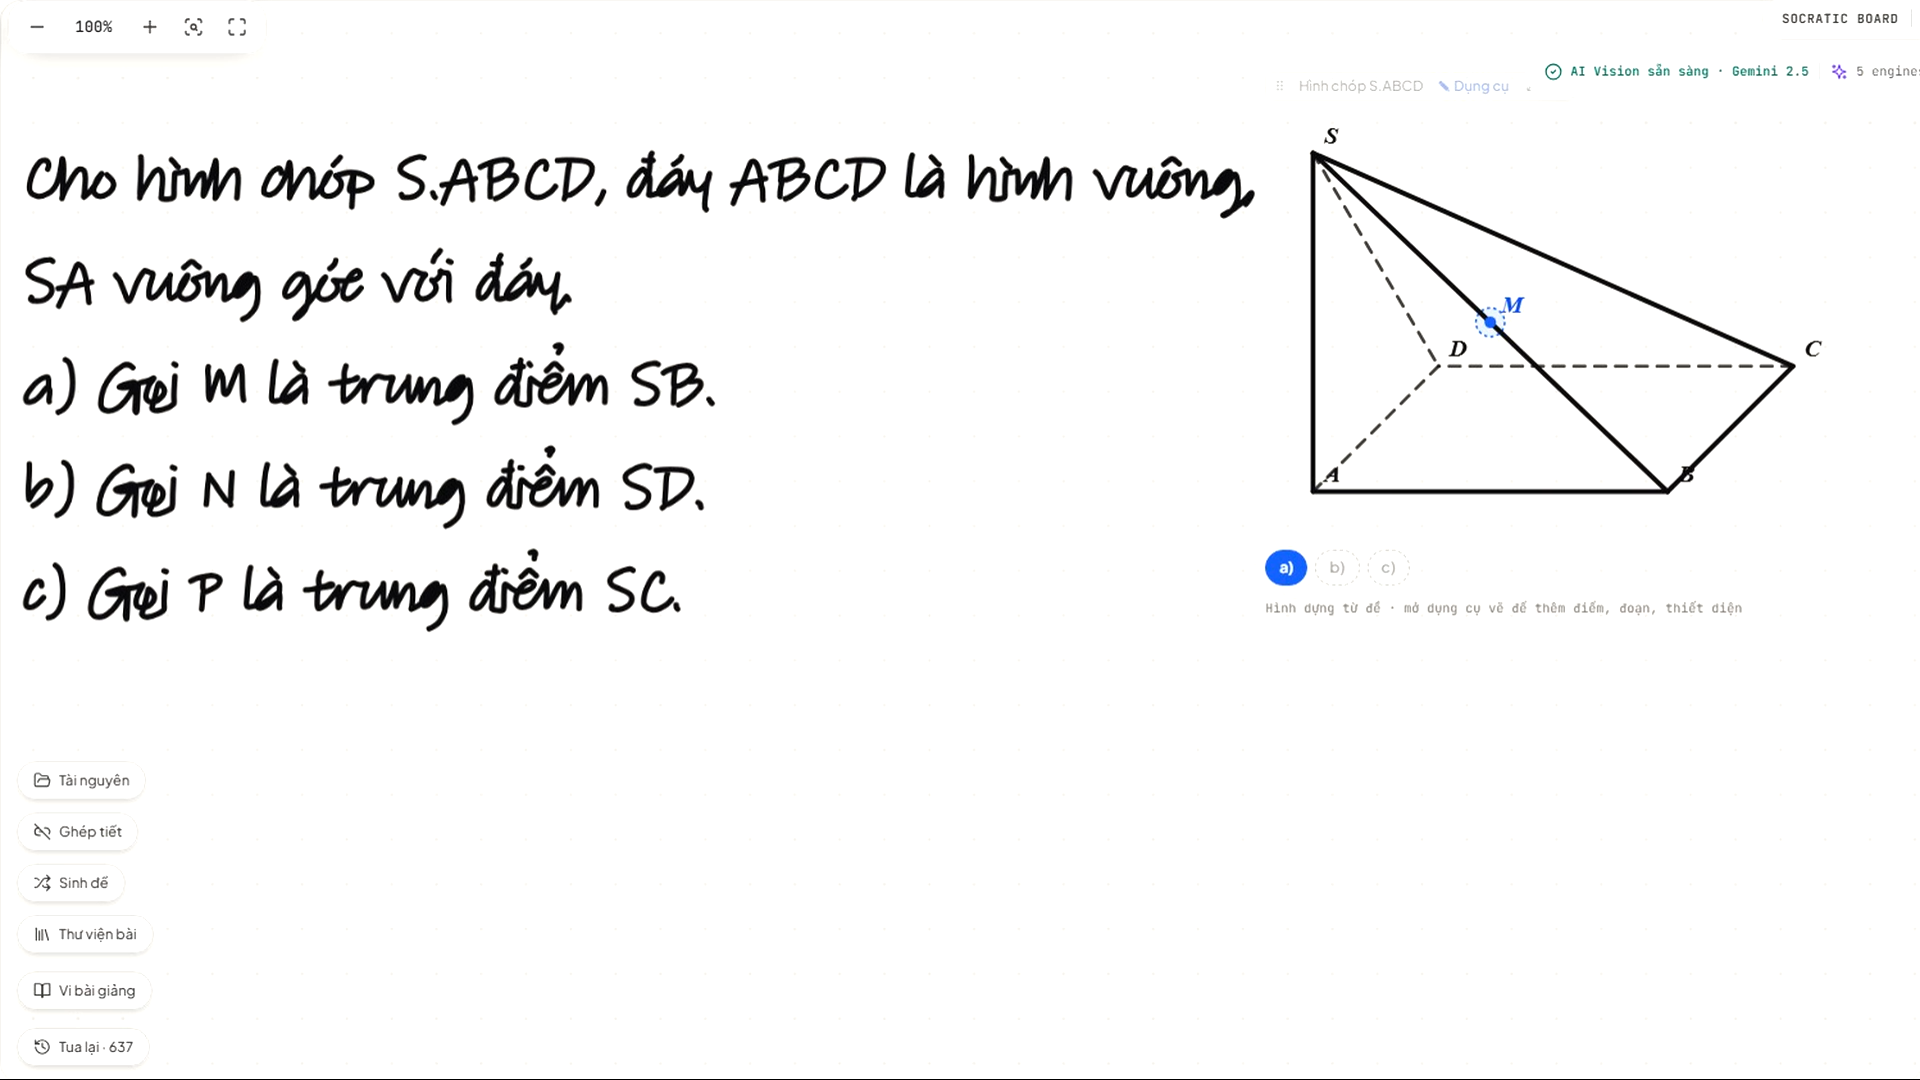 100%
SOCRATIC BOARD
AI Vision sẵn sàng · Gemini 2.5
5 engines
Hình chóp S.ABCD
Dụng cụ
Cho hình chóp S.ABCD, đáy ABCD là hình vuông,
SA vuông góc với đáy.
a) Gọi M là trung điểm SB.
b) Gọi N là trung điểm SD.
c) Gọi P là trung điểm SC.
S
M
D
C
A
B
a)
b)
c)
Hình dựng từ đề · mở dụng cụ vẽ để thêm điểm, đoạn, thiết diện
Tài nguyên
Ghép tiết
Sinh đề
Thư viện bài
Vi bài giảng
Tua lại · 637